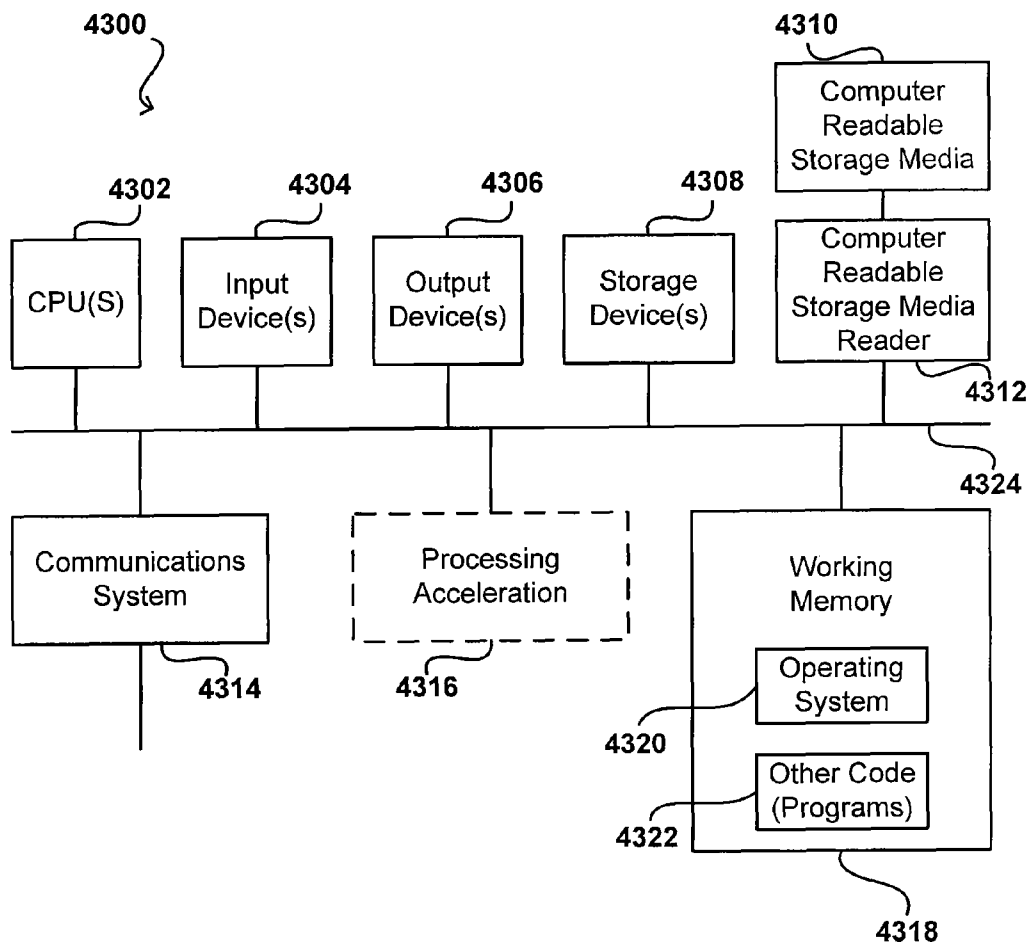 4300
4310
Computer
Readable
Storage Media
4302
4304
4306
4308
CPU(S)
Input
Device(s)
Output
Device(s)
Storage
Device(s)
Computer
Readable
Storage Media
Reader
4312
4324
Communications
System
Processing
Acceleration
Working
Memory
4314
4316
Operating
System
4320
Other Code
(Programs)
4322
4318